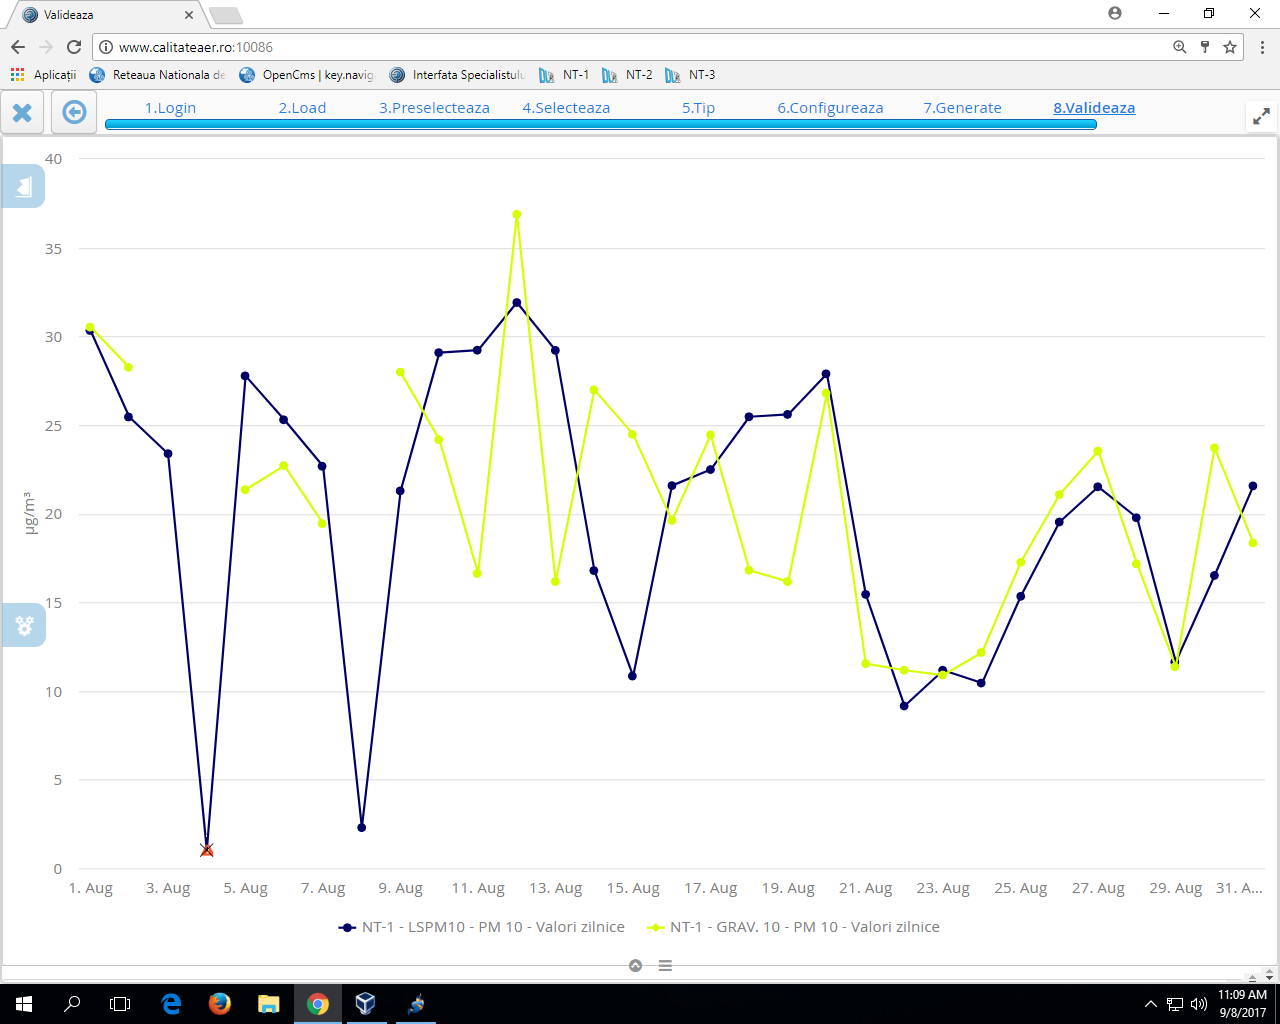 Valideaza
www.calitateaer.ro:10086
Aplicații
Reteaua Nationala de
OpenCms | key.navig
Interfata Specialistulu
NT-1
NT-2
NT-3
1.Login
2.Load
3.Preselecteaza
4.Selecteaza
5.Tip
6.Configureaza
7.Generate
8.Valideaza
40
35
30
25
20
15
10
5
0
µg/m³
1. Aug
3. Aug
5. Aug
7. Aug
9. Aug
11. Aug
13. Aug
15. Aug
17. Aug
19. Aug
21. Aug
23. Aug
25. Aug
27. Aug
29. Aug
31. A...
NT-1 - LSPM10 - PM 10 - Valori zilnice
NT-1 - GRAV. 10 - PM 10 - Valori zilnice
11:09 AM
9/8/2017